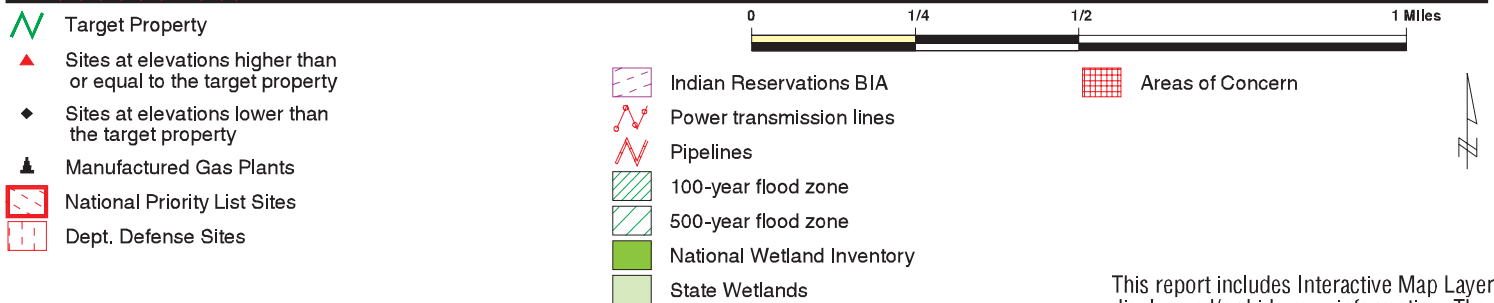 Target Property
Sites at elevations higher than
or equal to the target property
Sites at elevations lower than
the target property
Manufactured Gas Plants
National Priority List Sites
Dept. Defense Sites
0 1/4 1/2 1 Miles
Indian Reservations BIA
Power transmission lines
Pipelines
100-year flood zone
500-year flood zone
National Wetland Inventory
State Wetlands
Areas of Concern
N
This report includes Interactive Map Layer